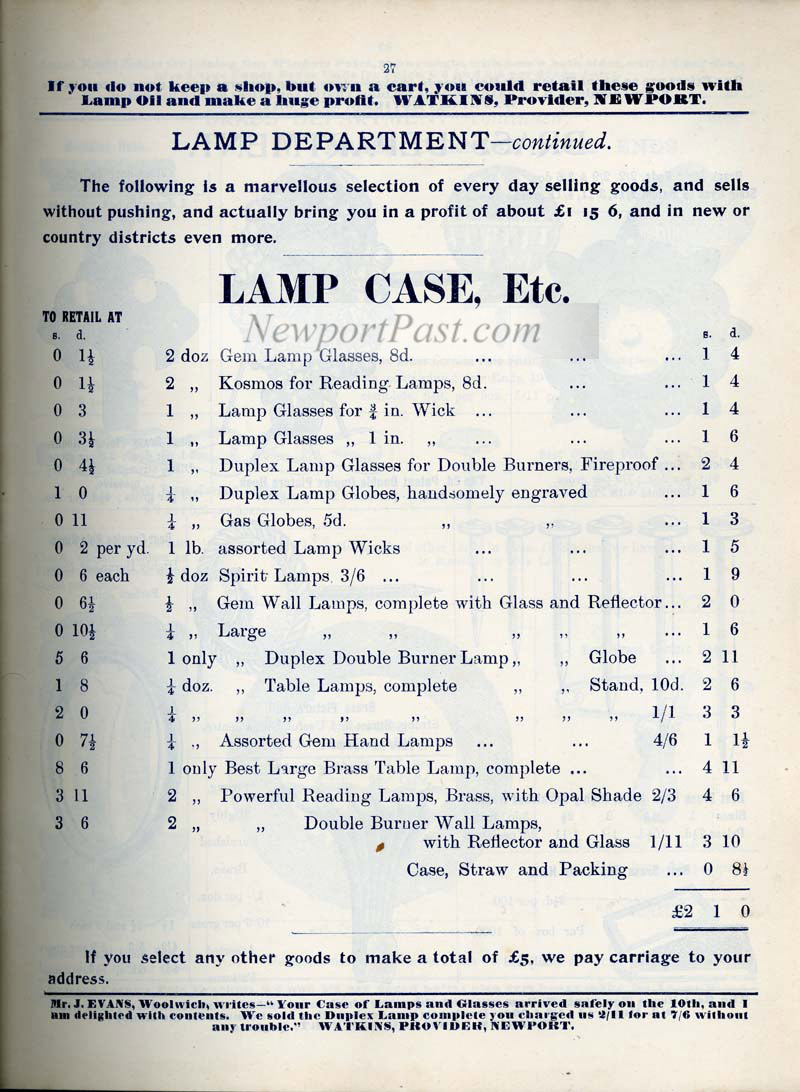 27
If you do not keep a shop, but own a cart, you could retail these goods with
Lamp Oil and make a huge profit. WATKINS, Provider, NEWPORT.
LAMP DEPARTMENT—continued.
The following is a marvellous selection of every day selling goods, and sells
without pushing, and actually bring you in a profit of about £1 15 6, and in new or
country districts even more.
LAMP CASE, Etc.
NewportPast.com
TO RETAIL AT
s. d. s. d.
0 1½ 2 doz Gem Lamp Glasses, 8d. ... ... ... 1 4
0 1½ 2 „ Kosmos for Reading Lamps, 8d. ... ... 1 4
0 3 1 „ Lamp Glasses for ¾ in. Wick ... ... ... 1 4
0 3½ 1 „ Lamp Glasses „ 1 in. „ ... ... ... 1 6
0 4½ 1 „ Duplex Lamp Glasses for Double Burners, Fireproof ... 2 4
1 0 ¼ „ Duplex Lamp Globes, handsomely engraved ... 1 6
0 11 ¼ „ Gas Globes, 5d. „ „ ... 1 3
0 2 per yd. 1 lb. assorted Lamp Wicks ... ... ... 1 5
0 6 each ½ doz Spirit Lamps 3/6 ... ... ... ... 1 9
0 6½ ½ „ Gem Wall Lamps, complete with Glass and Reflector... 2 0
0 10½ ¼ „ Large „ „ „ „ „ ... 1 6
5 6 1 only „ Duplex Double Burner Lamp „ „ Globe ... 2 11
1 8 ¼ doz. „ Table Lamps, complete „ „ Stand, 10d. 2 6
2 0 ¼ „ „ „ „ „ „ „ „ 1/1 3 3
0 7½ ¼ „ Assorted Gem Hand Lamps ... ... 4/6 1 1½
8 6 1 only Best Large Brass Table Lamp, complete ... ... 4 11
3 11 2 „ Powerful Reading Lamps, Brass, with Opal Shade 2/3 4 6
3 6 2 „ „ Double Burner Wall Lamps,
with Reflector and Glass 1/11 3 10
Case, Straw and Packing ... 0 8½
£2 1 0
If you select any other goods to make a total of £5, we pay carriage to your
address.
Mr. J. EVANS, Woolwich, writes—“Your Case of Lamps and Glasses arrived safely on the 10th, and I
am delighted with contents. We sold the Duplex Lamp complete you charged us 2/11 for at 7/6 without
any trouble.” WATKINS, PROVIDER, NEWPORT.